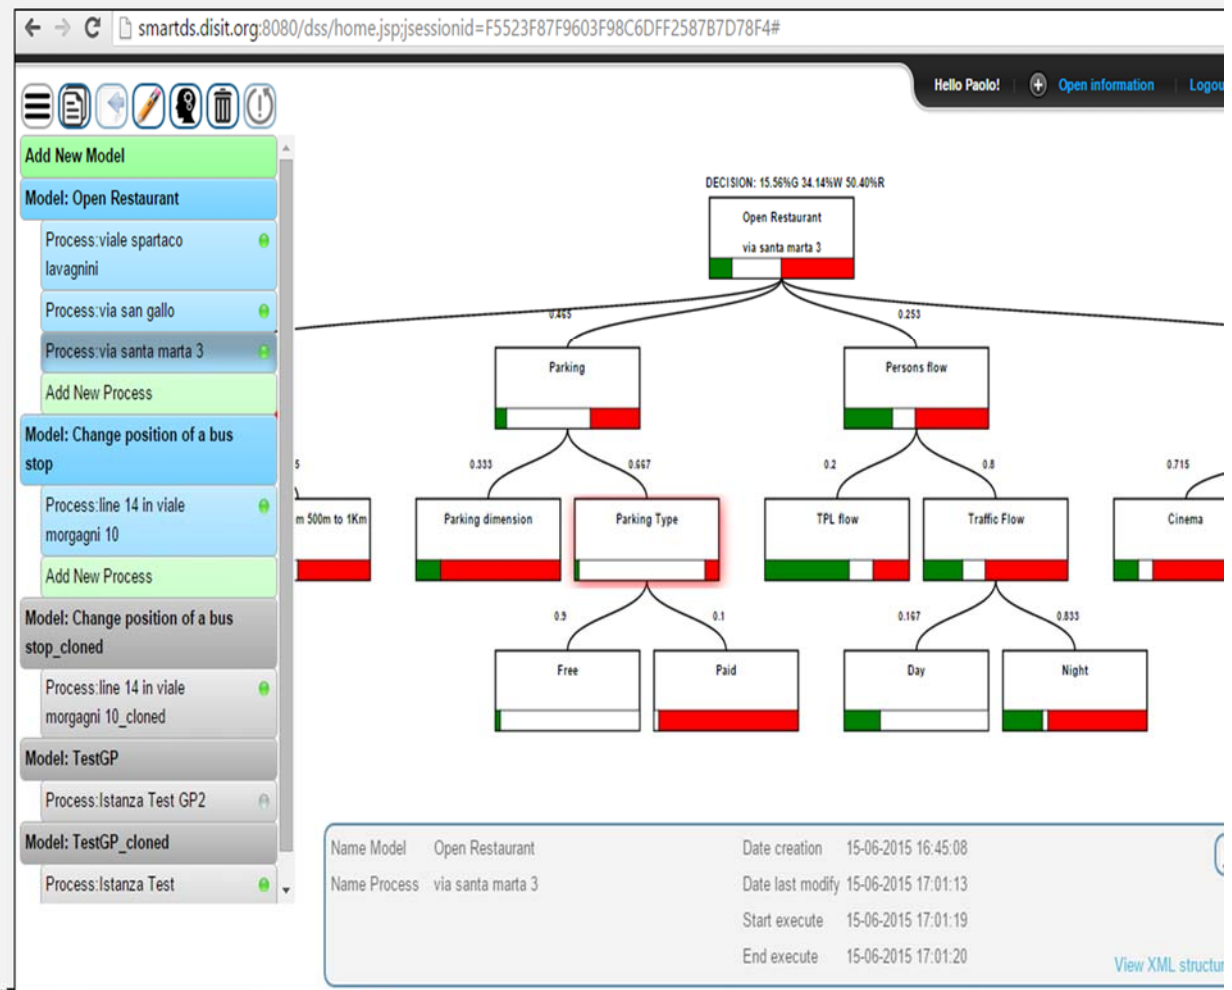 smartds.disit.org:8080/dss/home.jsp;jsessionid=F5523F87F9603F98C6DFF2587B7D78F4#
Hello Paolo!
Open information
Logou
Add New Model
Model: Open Restaurant
Process:viale spartaco
lavagnini
Process:via san gallo
Process:via santa marta 3
Add New Process
Model: Change position of a bus
stop
Process:line 14 in viale
morgagni 10
Add New Process
Model: Change position of a bus
stop_cloned
Process:line 14 in viale
morgagni 10_cloned
Model: TestGP
Process:Istanza Test GP2
Model: TestGP_cloned
Process:Istanza Test
DECISION: 15.56%G 34.14%W 50.40%R
Open Restaurant
via santa marta 3
0.465
0.253
Parking
Persons flow
5
0.333
0.667
0.2
0.8
0.715
m 500m to 1Km
Parking dimension
Parking Type
TPL flow
Traffic Flow
Cinema
0.9
0.1
0.167
0.833
Free
Paid
Day
Night
Name Model Open Restaurant
Name Process via santa marta 3
Date creation 15-06-2015 16:45:08
Date last modify 15-06-2015 17:01:13
Start execute 15-06-2015 17:01:19
End execute 15-06-2015 17:01:20
View XML structur